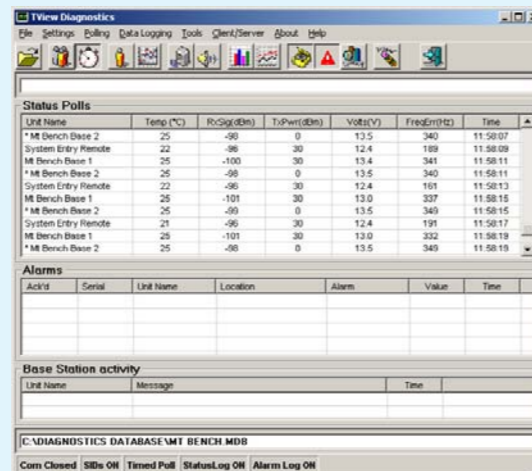 TView Diagnostics
File Settings Polling Data Logging Tools Client/Server About Help
Status Polls
Unit Name Temp (°C) RxSig(dBm) TxPwr(dBm) Volts(V) FreqErr(Hz) Time
* Mt Bench Base 2 25 -98 0 13.5 340 11:58:07
System Entry Remote 22 -96 30 12.4 189 11:58:09
Mt Bench Base 1 25 -100 30 13.4 341 11:58:11
* Mt Bench Base 2 25 -98 0 13.5 340 11:58:11
System Entry Remote 22 -96 30 12.4 161 11:58:13
Mt Bench Base 1 25 -101 30 13.0 337 11:58:15
* Mt Bench Base 2 25 -99 0 13.5 349 11:58:15
System Entry Remote 21 -96 30 12.4 191 11:58:17
Mt Bench Base 1 25 -101 30 13.0 332 11:58:19
* Mt Bench Base 2 25 -98 0 13.5 349 11:58:19
Alarms
Ack'd Serial Unit Name Location Alarm Value Time
Base Station activity
Unit Name Message Time
C:\DIAGNOSTICS DATABASE\MT BENCH.MDB
Com Closed SIDs ON Timed Poll StatusLog ON Alarm Log ON